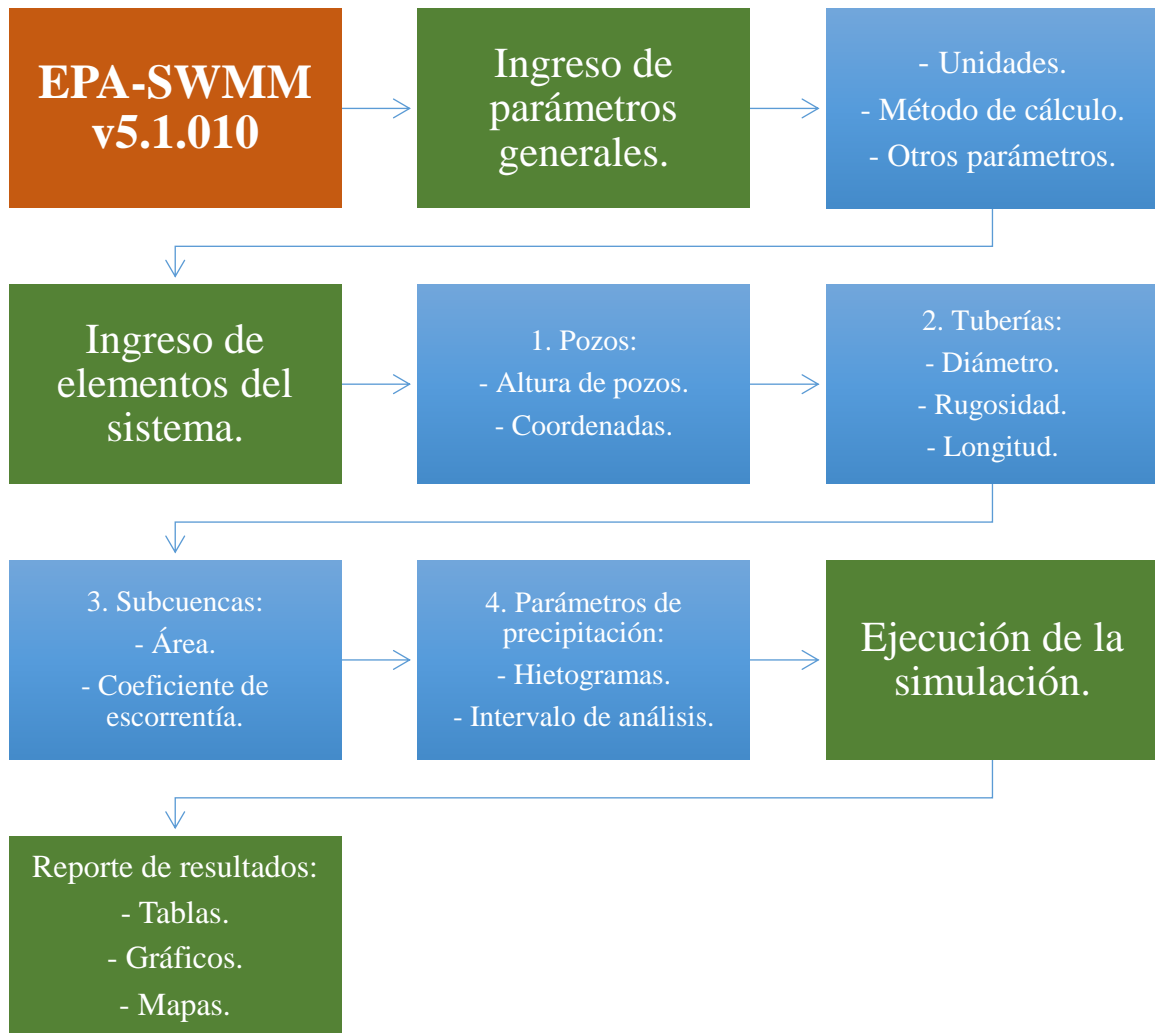 EPA-SWMM
v5.1.010
Ingreso de
parámetros
generales.
- Unidades.
- Método de cálculo.
- Otros parámetros.
Ingreso de
elementos del
sistema.
1. Pozos:
- Altura de pozos.
- Coordenadas.
2. Tuberías:
- Diámetro.
- Rugosidad.
- Longitud.
3. Subcuencas:
- Área.
- Coeficiente de
escorrentía.
4. Parámetros de
precipitación:
- Hietogramas.
- Intervalo de análisis.
Ejecución de la
simulación.
Reporte de resultados:
- Tablas.
- Gráficos.
- Mapas.